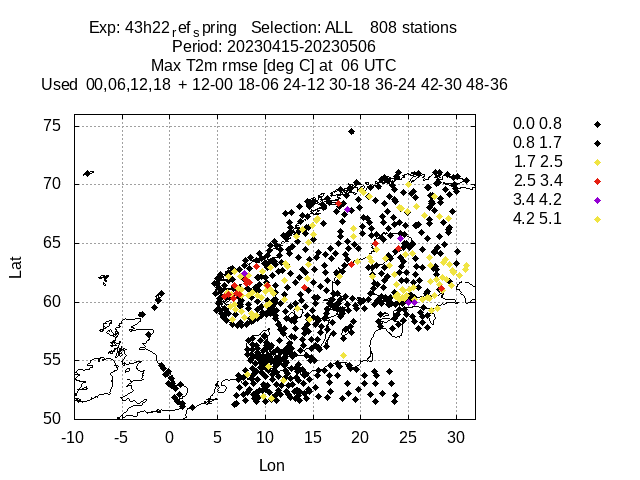 Exp: 43h22refspring   Selection: ALL    808 stations
Period: 20230415-20230506
Max T2m rmse [deg C] at  06 UTC
Used  00,06,12,18  + 12-00 18-06 24-12 30-18 36-24 42-30 48-36
75
70
65
60
55
50
Lat
-10 -5 0 5 10 15 20 25 30
Lon
0.0 0.8
0.8 1.7
1.7 2.5
2.5 3.4
3.4 4.2
4.2 5.1